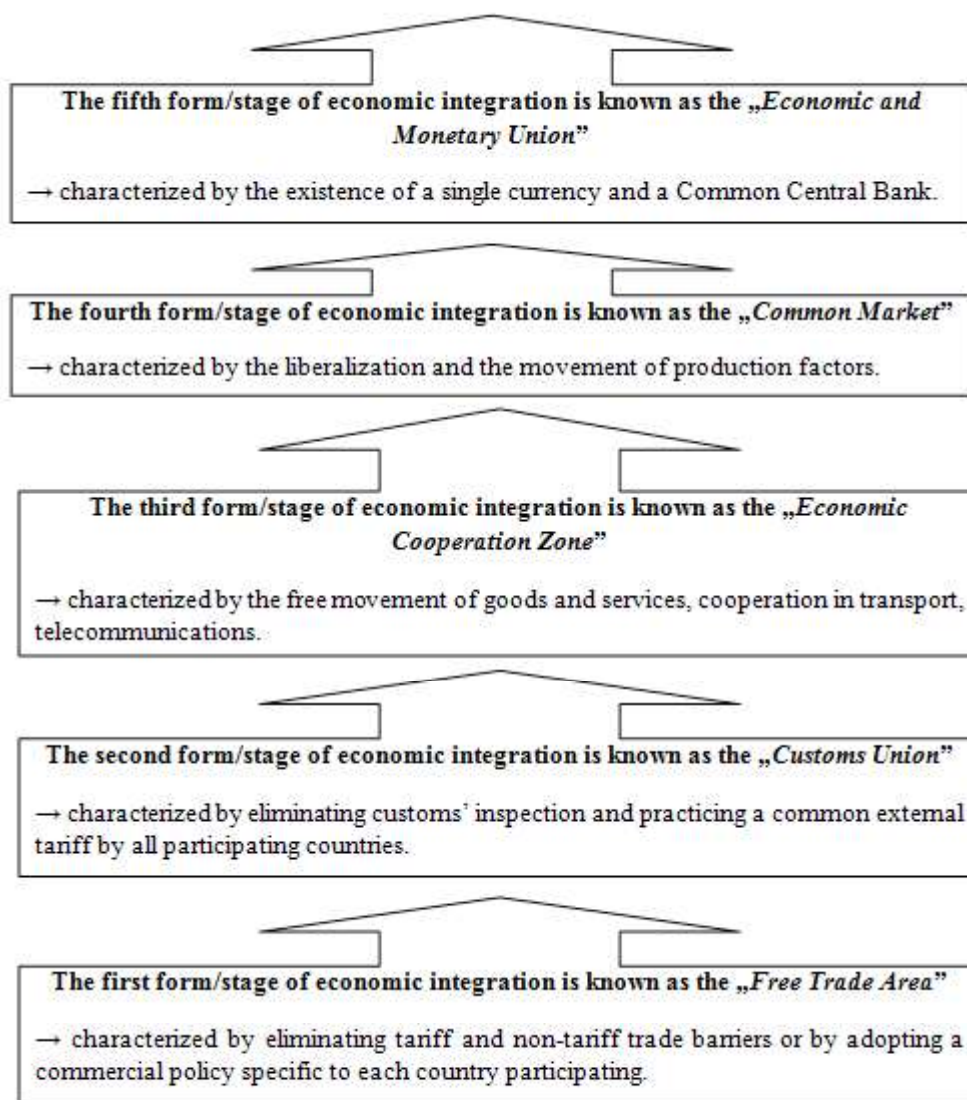 The fifth form/stage of economic integration is known as the „Economic and
Monetary Union”
→ characterized by the existence of a single currency and a Common Central Bank.
The fourth form/stage of economic integration is known as the „Common Market”
→ characterized by the liberalization and the movement of production factors.
The third form/stage of economic integration is known as the „Economic
Cooperation Zone”
→ characterized by the free movement of goods and services, cooperation in transport,
telecommunications.
The second form/stage of economic integration is known as the „Customs Union”
→ characterized by eliminating customs’ inspection and practicing a common external
tariff by all participating countries.
The first form/stage of economic integration is known as the „Free Trade Area”
→ characterized by eliminating tariff and non-tariff trade barriers or by adopting a
commercial policy specific to each country participating.